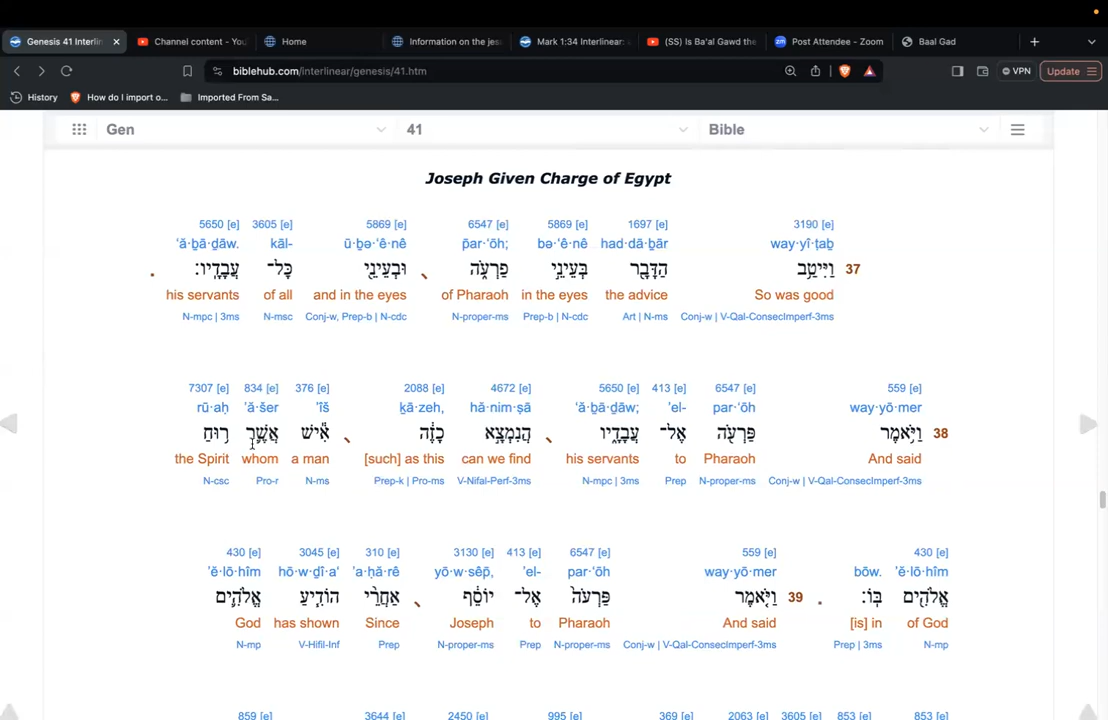 Genesis 41 Interlin
Channel content - You
Home
Information on the jes
Mark 1:34 Interlinear:
(SS) Is Ba'al Gawd the
Post Attendee - Zoom
Baal Gad
biblehub.com/interlinear/genesis/41.htm
VPN
Update
History
How do I import o...
Imported From Sa...
Gen 41 Bible
Joseph Given Charge of Egypt
5650 [e] 3605 [e] 5869 [e] 6547 [e] 5869 [e] 1697 [e] 3190 [e]
‘ă·ḇā·ḏāw. kāl- ū·ḇə·‘ê·nê p̄ar·‘ōh; bə·‘ê·nê had·dā·ḇār way·yî·ṭaḇ
37 וַיִּיטַ֥ב הַדָּבָ֖ר בְּעֵינֵ֣י פַרְעֹ֑ה וּבְעֵינֵ֖י כָּל־ עֲבָדָֽיו׃
his servants of all and in the eyes of Pharaoh in the eyes the advice So was good
N-mpc | 3ms N-msc Conj-w, Prep-b | N-cdc N-proper-ms Prep-b | N-cdc Art | N-ms Conj-w | V-Qal-ConsecImperf-3ms
7307 [e] 834 [e] 376 [e] 2088 [e] 4672 [e] 5650 [e] 413 [e] 6547 [e] 559 [e]
rū·aḥ ’ă·šer ’îš ḵā·zeh, hă·nim·ṣā ‘ă·ḇā·ḏāw; ’el- par·‘ōh way·yō·mer
38 וַיֹּ֥אמֶר פַּרְעֹ֖ה אֶל־ עֲבָדָ֑יו הֲנִמְצָ֣א כָזֶ֔ה אִ֕ישׁ אֲשֶׁ֛ר ר֥וּחַ
the Spirit whom a man [such] as this can we find his servants to Pharaoh And said
N-csc Pro-r N-ms Prep-k | Pro-ms V-Nifal-Perf-3ms N-mpc | 3ms Prep N-proper-ms Conj-w | V-Qal-ConsecImperf-3ms
430 [e] 3045 [e] 310 [e] 3130 [e] 413 [e] 6547 [e] 559 [e] 430 [e]
’ĕ·lō·hîm hō·w·ḏî·a‘ ’a·ḥă·rê yō·w·sêp̄, ’el- par·‘ōh way·yō·mer bōw. ’ĕ·lō·hîm
אֱלֹהִ֖ים בּֽוֹ׃ 39 וַיֹּ֤אמֶר פַּרְעֹה֙ אֶל־ יוֹסֵ֔ף אַחֲרֵ֨י הוֹדִ֧יעַ אֱלֹהִ֛ים
God has shown Since Joseph to Pharaoh And said [is] in of God
N-mp V-Hifil-Inf Prep N-proper-ms Prep N-proper-ms Conj-w | V-Qal-ConsecImperf-3ms Prep | 3ms N-mp
859 [e] 3644 [e] 2450 [e] 995 [e] 369 [e] 2063 [e] 3605 [e] 853 [e] 853 [e]